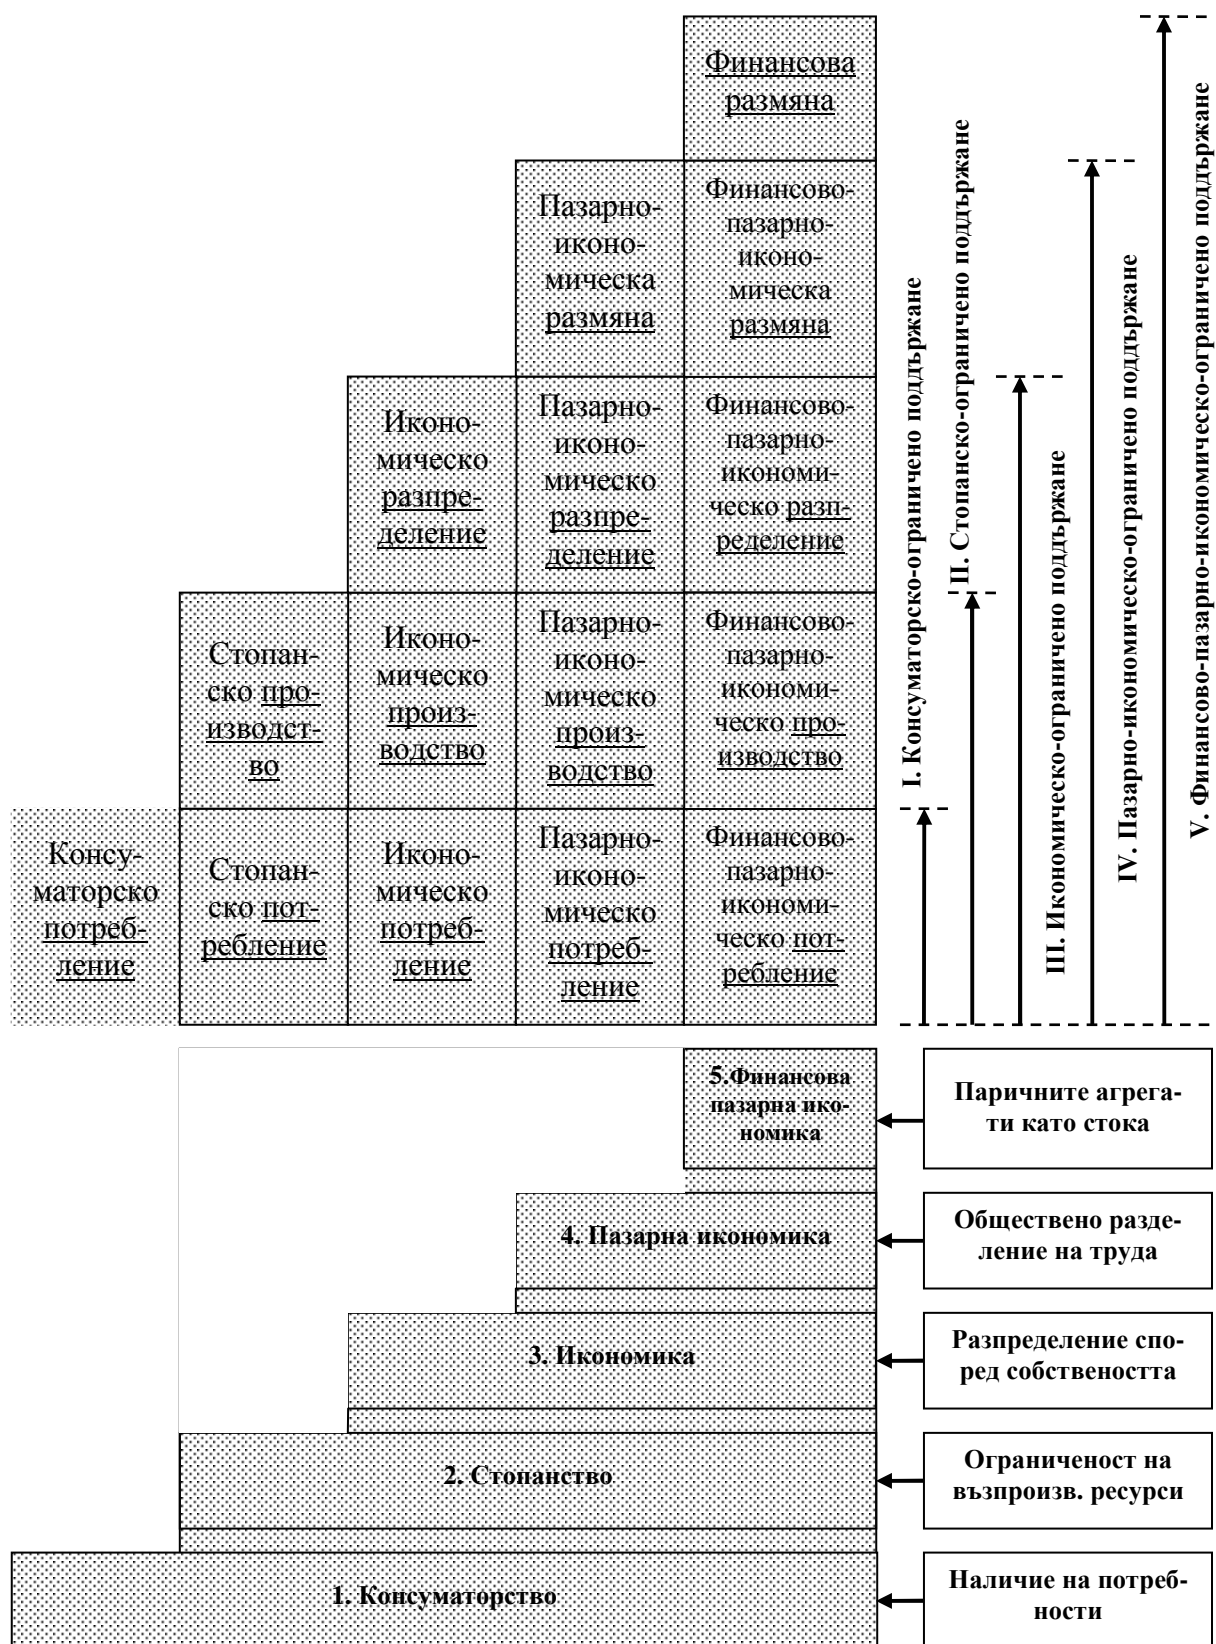 Финансова
размяна
Пазарно-
иконо-
мическа
размяна
Финансово-
пазарно-
иконо-
мическа
размяна
Иконо-
мическо
разпре-
деление
Пазарно-
иконо-
мическо
разпре-
деление
Финансово-
пазарно-
икономи-
ческо разп-
ределение
Стопан-
ско про-
изводст-
во
Иконо-
мическо
произ-
водство
Пазарно-
иконо-
мическо
произ-
водство
Финансово-
пазарно-
икономи-
ческо про-
изводство
Консу-
маторско
потреб-
ление
Стопан-
ско пот-
ребление
Иконо-
мическо
потреб-
ление
Пазарно-
иконо-
мическо
потреб-
ление
Финансово-
пазарно-
икономи-
ческо пот-
ребление
I. Консуматорско-ограничено поддържане
II. Стопанско-ограничено поддържане
III. Икономическо-ограничено поддържане
IV. Пазарно-икономическо-ограничено поддържане
V. Финансово-пазарно-икономическо-ограничено поддържане
5.Финансова
пазарна ико-
номика
Паричните агрега-
ти като стока
4. Пазарна икономика
Обществено разде-
ление на труда
3. Икономика
Разпределение спо-
ред собствеността
2. Стопанство
Ограниченост на
възпроизв. ресурси
1. Консуматорство
Наличие на потреб-
ности